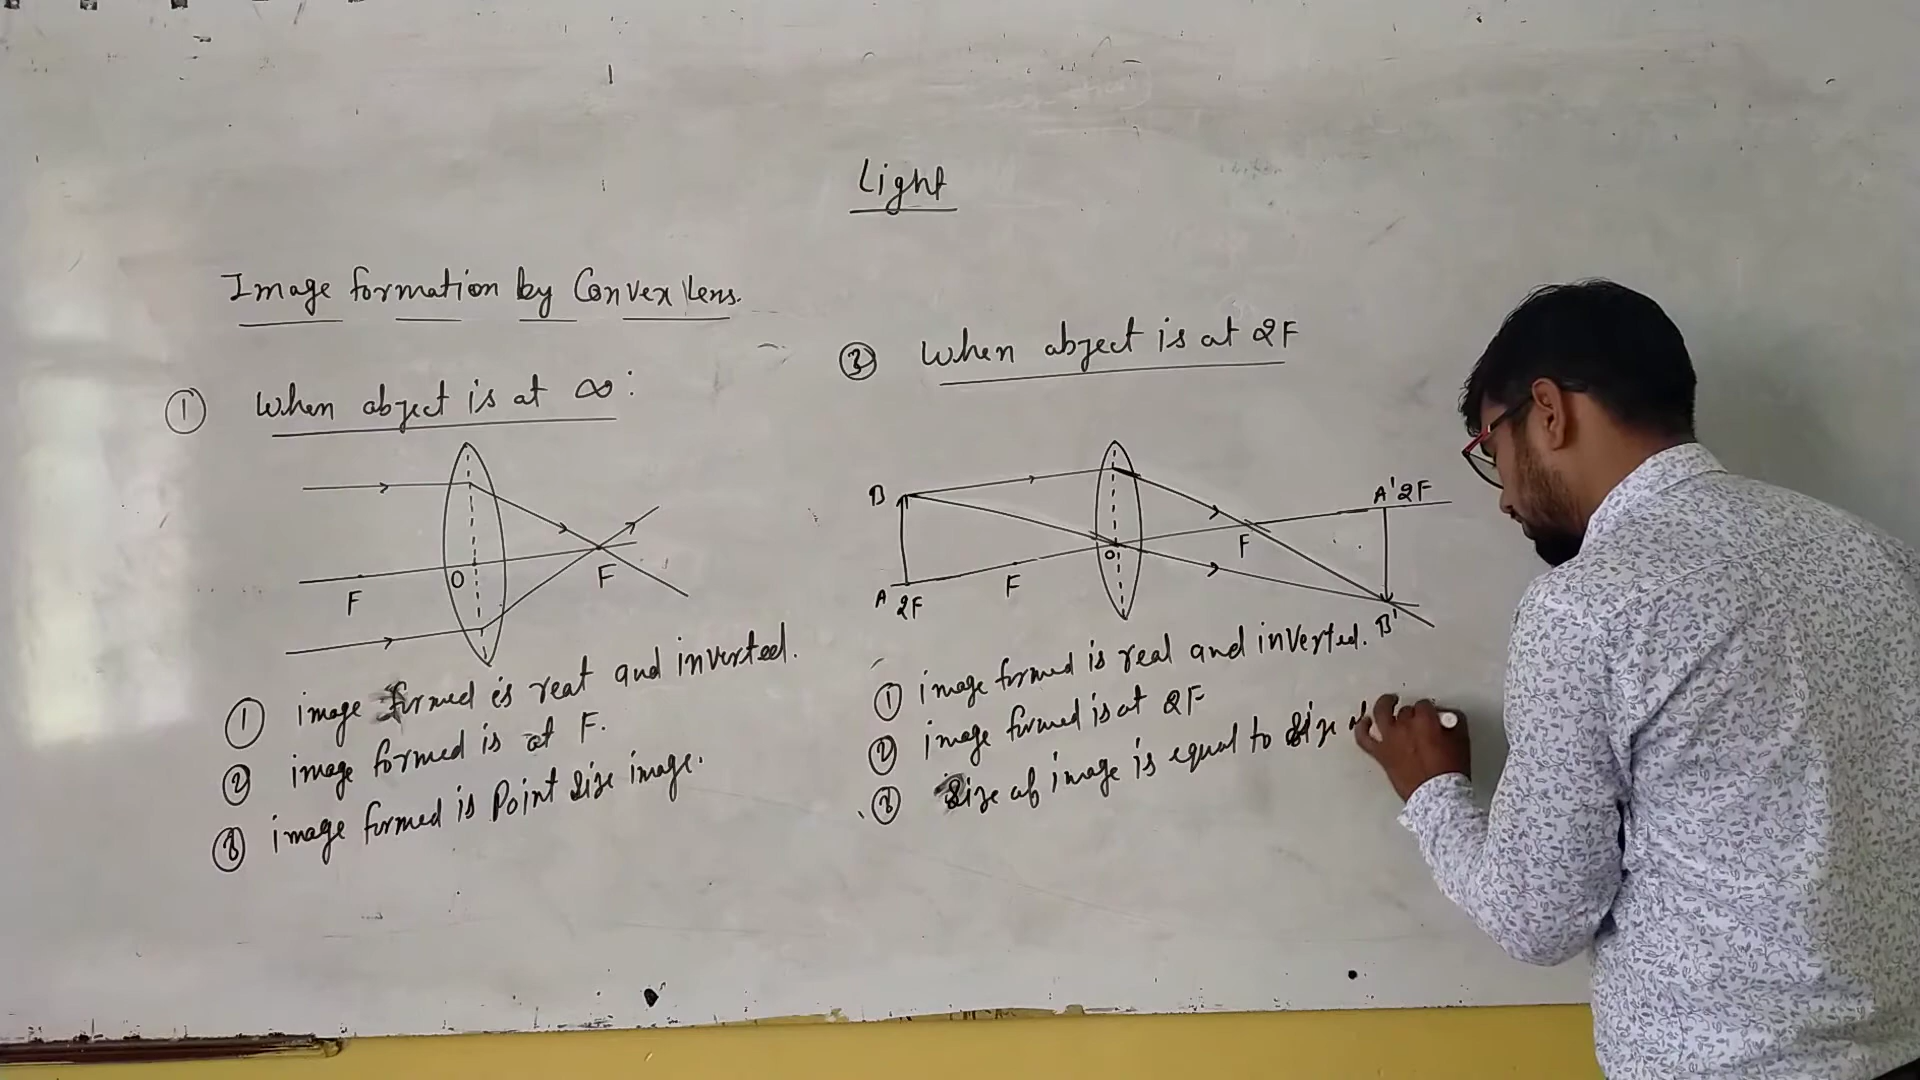 Light
Image formation by Convex lens.
① When abject is at ∞:
O
F
F
① image formed is real and inverted.
② image formed is at F.
③ image formed is Point size image.
③ When abject is at 2F
B
A' 2F
O
F
F
A 2F
B'
① image formed is real and inverted.
② image formed is at 2F
③ Size of image is equal to size